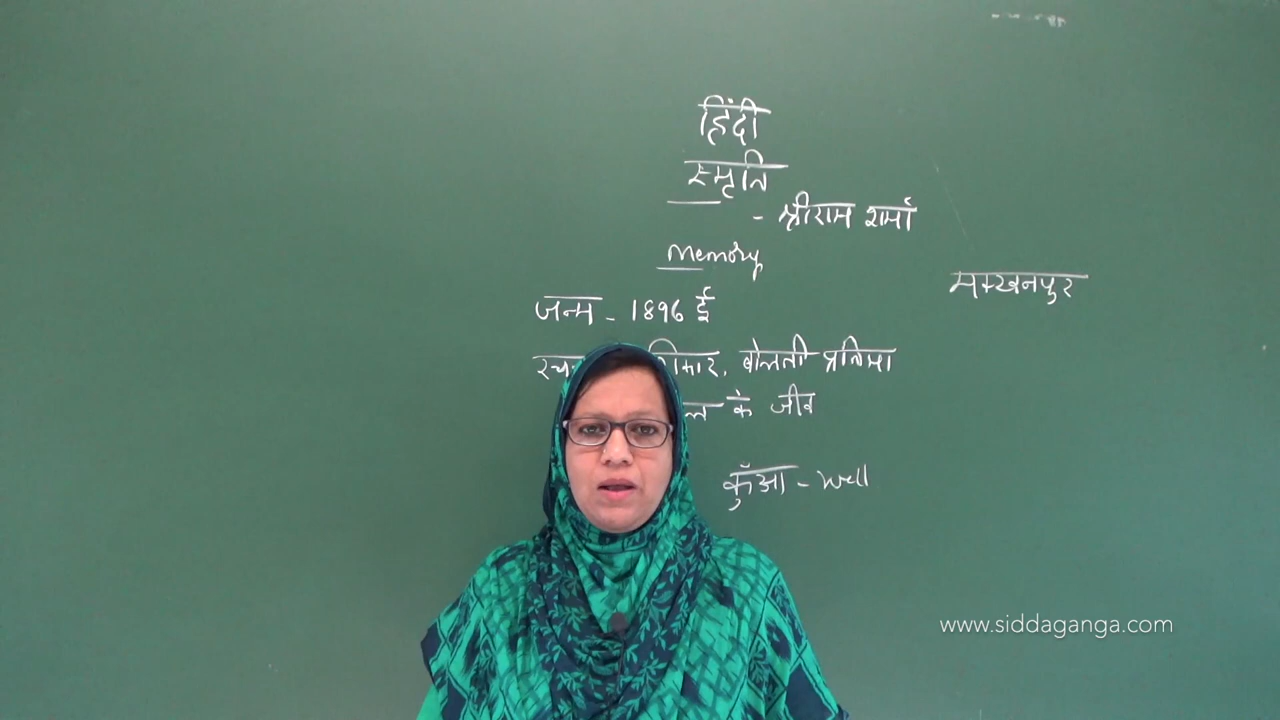 हिंदी
स्मृति
- श्रीराम शर्मा
Memory
मक्खनपुर
जन्म - 1896 ई
बोलती प्रतिमा
के जीव
कुँआ - well
www.siddaganga.com